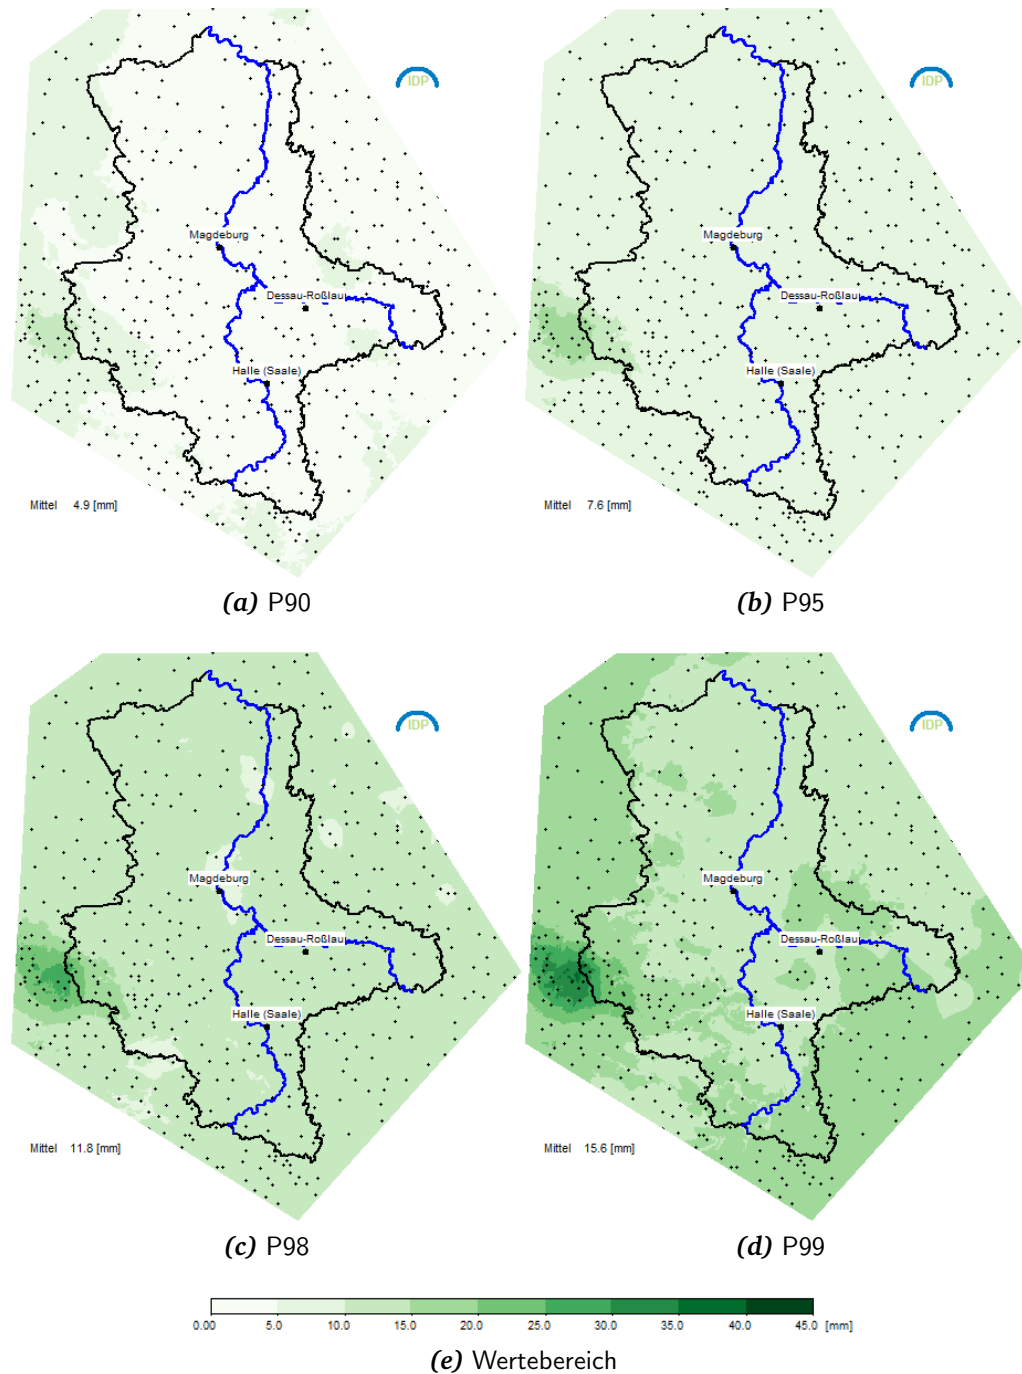 IDP
Magdeburg
Dessau-Roßlau
Halle (Saale)
Mittel 4.9 [mm]
(a) P90
IDP
Magdeburg
Dessau-Roßlau
Halle (Saale)
Mittel 7.6 [mm]
(b) P95
IDP
Magdeburg
Dessau-Roßlau
Halle (Saale)
Mittel 11.8 [mm]
(c) P98
IDP
Magdeburg
Dessau-Roßlau
Halle (Saale)
Mittel 15.6 [mm]
(d) P99
0.00 5.0 10.0 15.0 20.0 25.0 30.0 35.0 40.0 45.0 [mm]
(e) Wertebereich